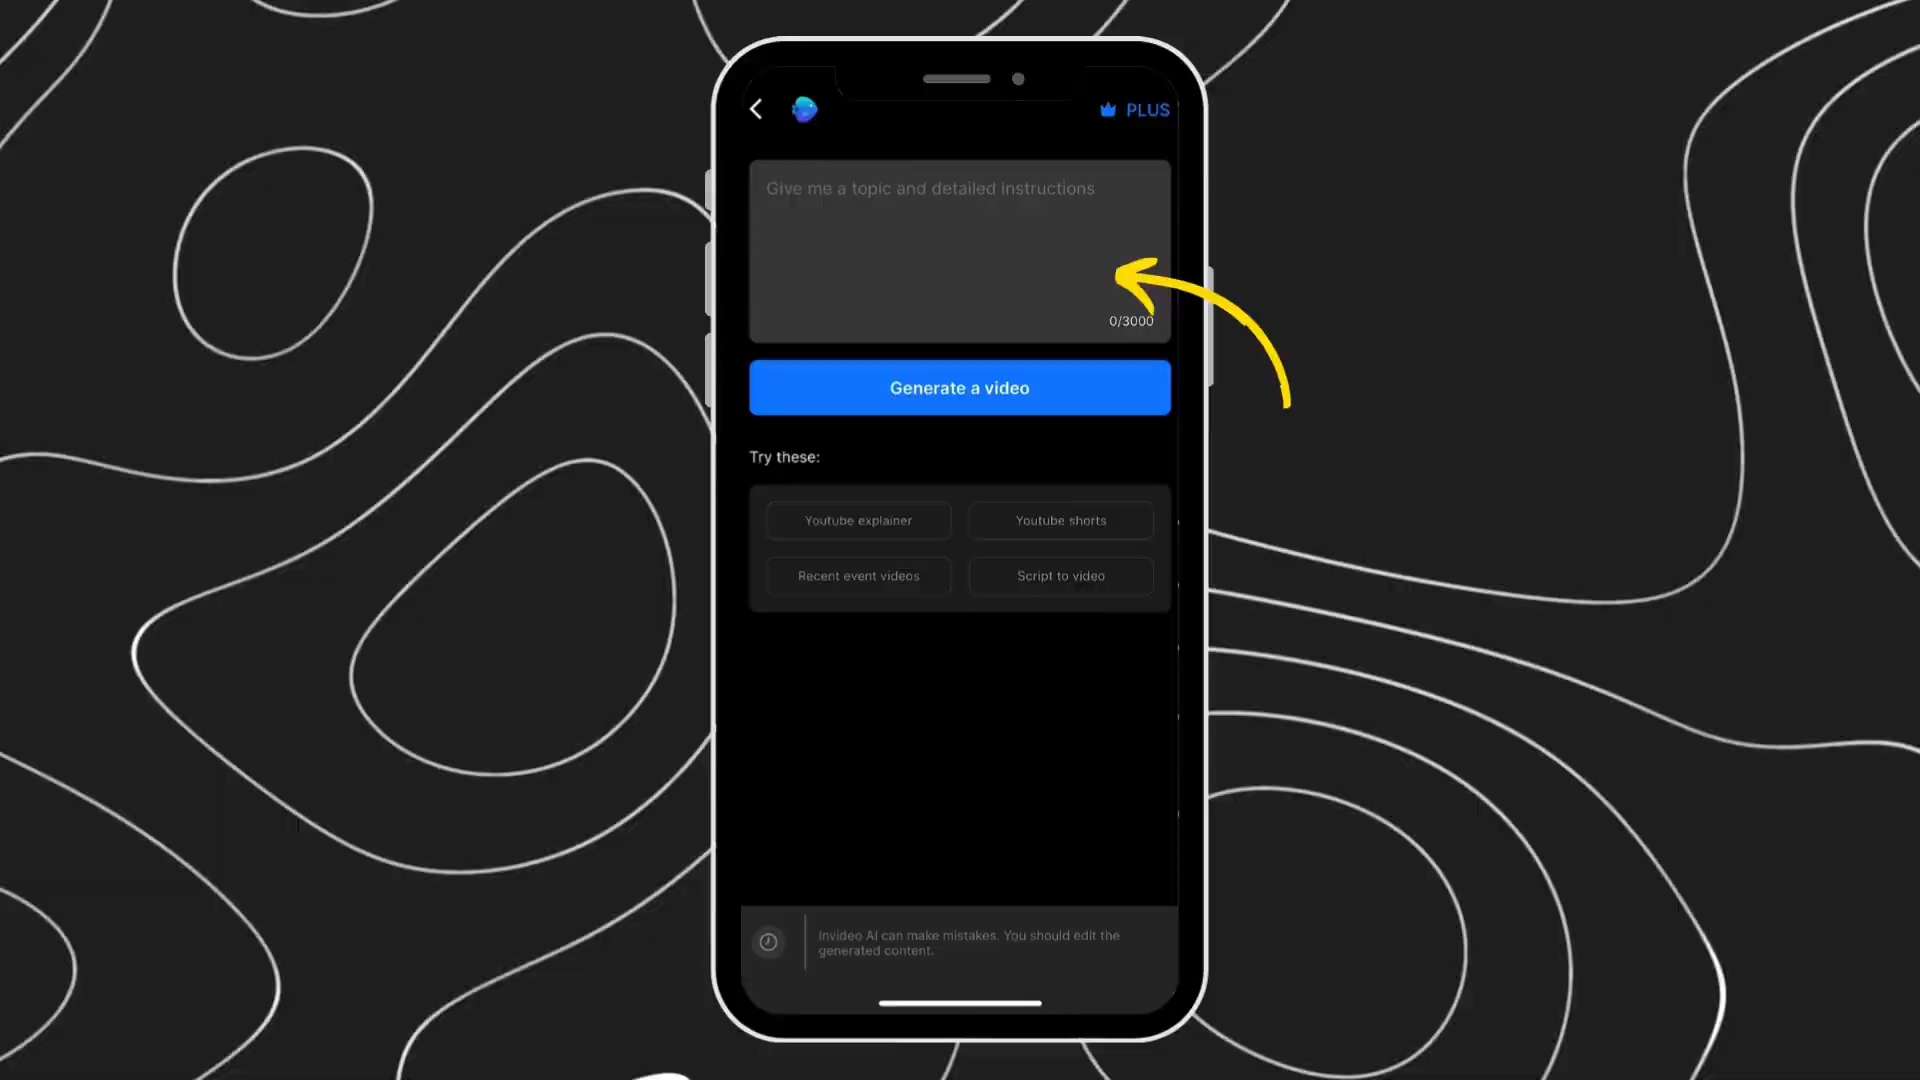 PLUS
Give me a topic and detailed instructions
0/3000
Generate a video
Try these:
Youtube explainer
Youtube shorts
Recent event videos
Script to video
Invideo AI can make mistakes. You should edit the
generated content.